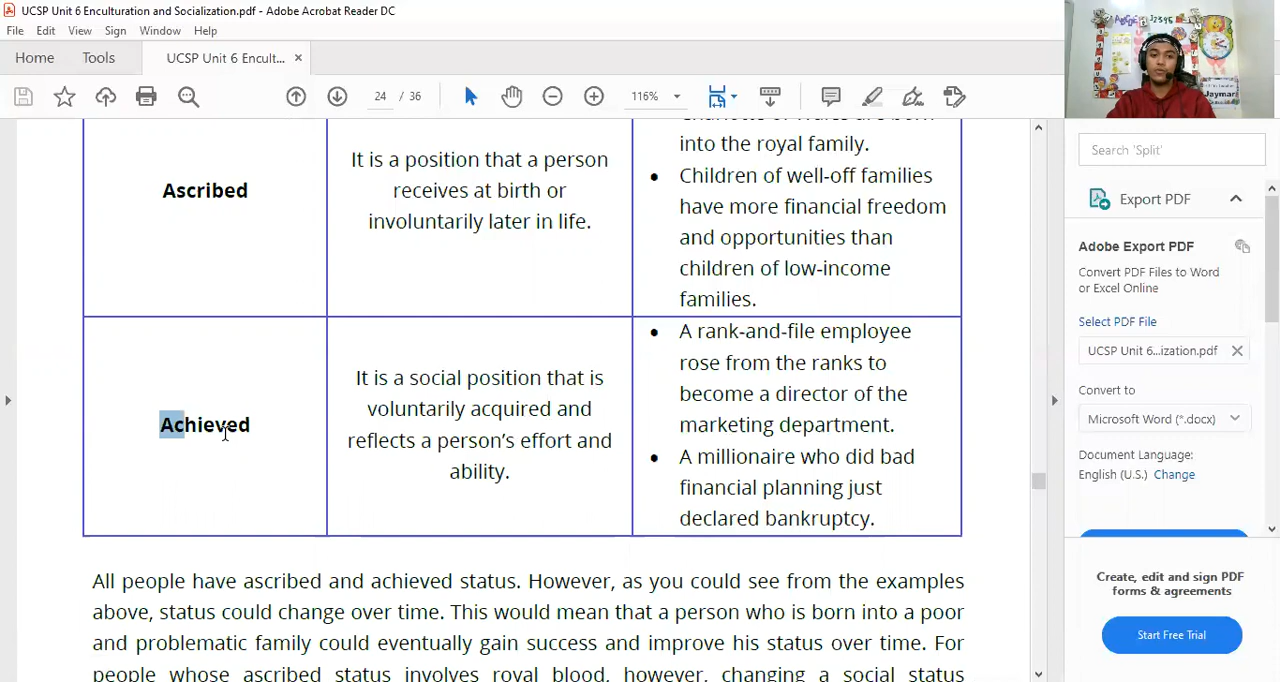 UCSP Unit 6 Enculturation and Socialization.pdf - Adobe Acrobat Reader DC
File Edit View Sign Window Help
Home Tools UCSP Unit 6 Encult... ×
24 / 36 116%
Ascribed
It is a position that a person
receives at birth or
involuntarily later in life.
into the royal family.
• Children of well-off families
have more financial freedom
and opportunities than
children of low-income
families.
Achieved
It is a social position that is
voluntarily acquired and
reflects a person's effort and
ability.
• A rank-and-file employee
rose from the ranks to
become a director of the
marketing department.
• A millionaire who did bad
financial planning just
declared bankruptcy.
All people have ascribed and achieved status. However, as you could see from the examples
above, status could change over time. This would mean that a person who is born into a poor
and problematic family could eventually gain success and improve his status over time. For
people whose ascribed status involves royal blood, however, changing a social status
Search 'Split'
Export PDF
Adobe Export PDF
Convert PDF Files to Word
or Excel Online
Select PDF File
UCSP Unit 6...ization.pdf
Convert to
Microsoft Word (*.docx)
Document Language:
English (U.S.) Change
Create, edit and sign PDF
forms & agreements
Start Free Trial
Jaymar